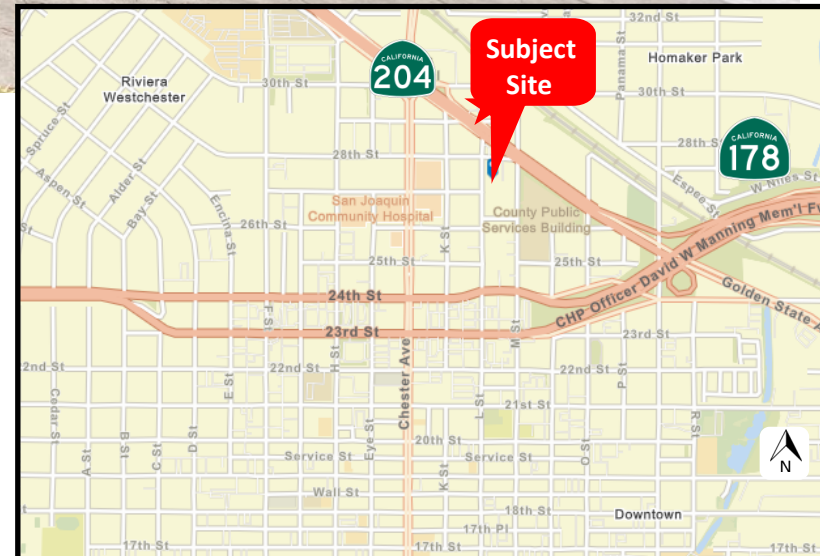 32nd St
Subject
Site
Homaker Park
Panama St
CALIFORNIA
204
Riviera
Westchester
30th St
30th St
Spruce St
28th St
28th St
CALIFORNIA
178
Aspen St
Alder St
Bay St
Encina St
W Niles St
Espee St
San Joaquin
Community Hospital
County Public
Services Building
K St
St
26th St
25th St
25th St
CHP Officer David W Manning Mem'l F
Golden State A
24th St
23rd St
23rd St
F St
H St
M St
Chester Ave
2nd St
22nd St
22nd St
P St
E St
L St
21st St
Cedar St
A St
B St
C St
D St
Eye St
20th St
R St
O St
Service St
Service St
K St
N
Wall St
18th St
Downtown
17th Pl
17th St
17th St
17th St